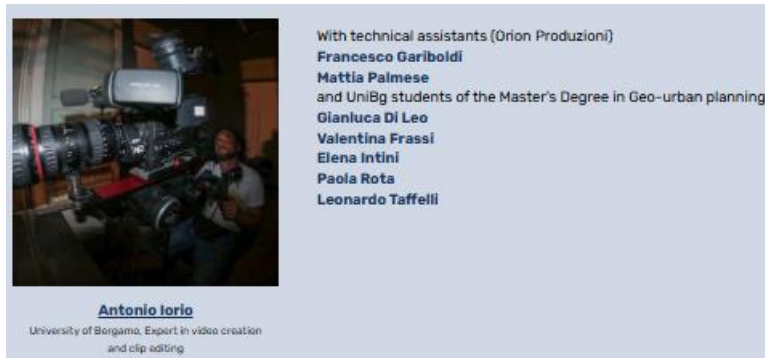 With technical assistants (Orion Produzioni)
Francesco Gariboldi
Mattia Palmese
and UniBg students of the Master's Degree in Geo-urban planning
Gianluca Di Leo
Valentina Frassi
Elena Intini
Paola Rota
Leonardo Taffelli
Antonio Iorio
University of Bergamo, Expert in video creation
and clip editing